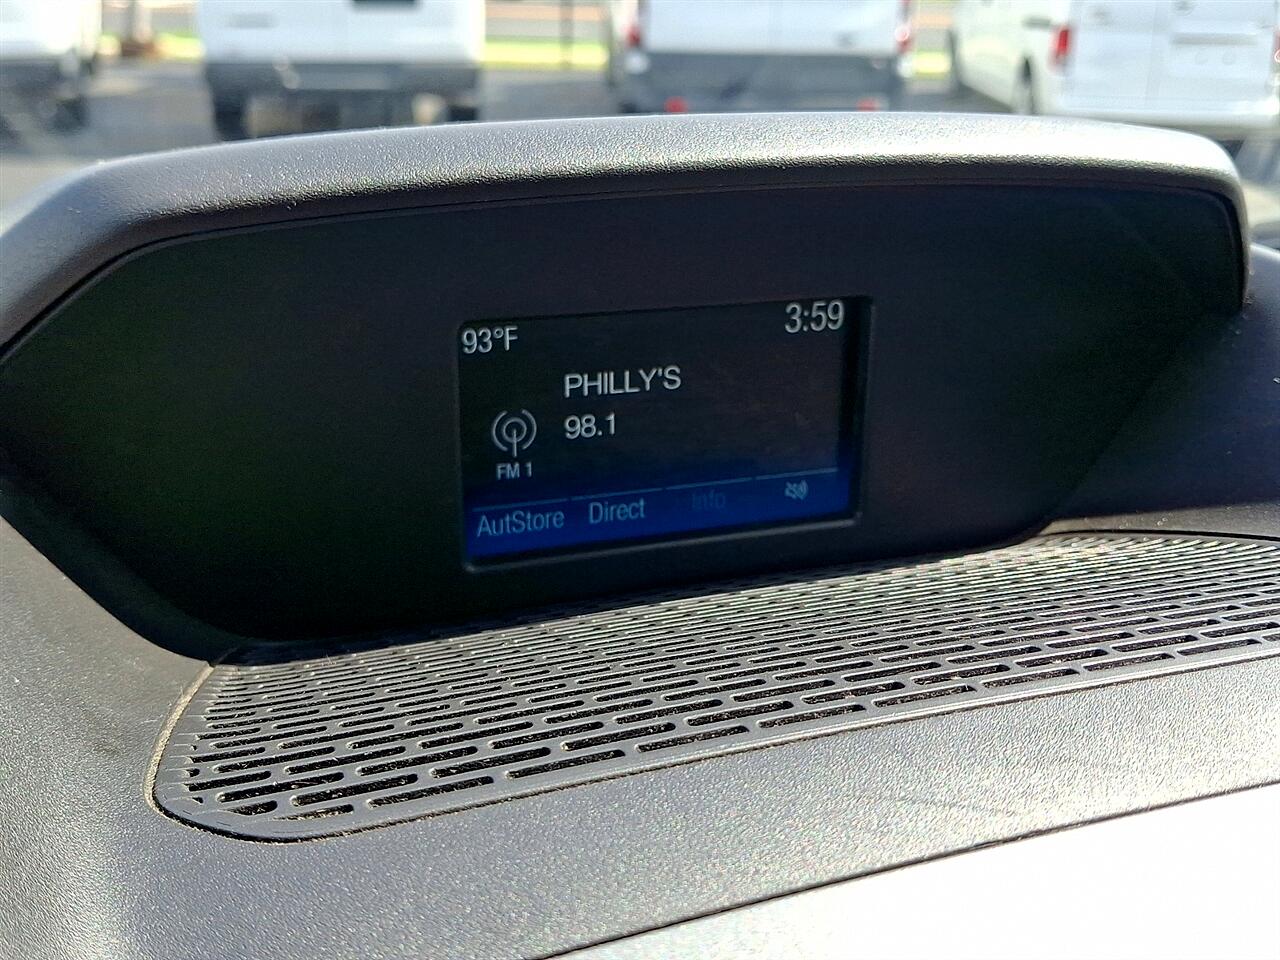 93°F
3:59
PHILLY'S
98.1
FM 1
AutStore Direct Info